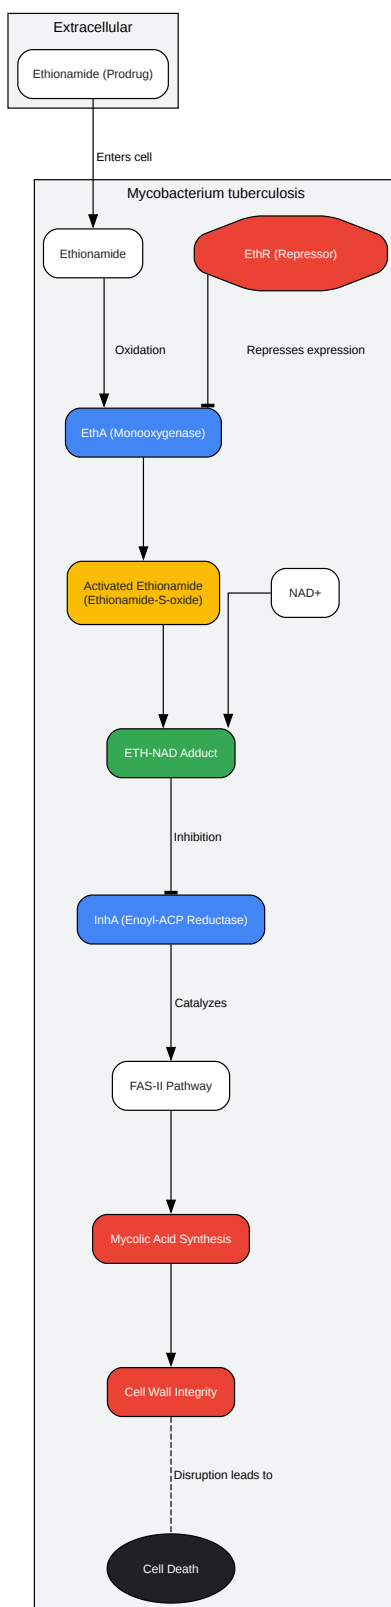 Extracellular
Ethionamide (Prodrug)
Enters cell
Mycobacterium tuberculosis
Ethionamide
EthR (Repressor)
Oxidation
Represses expression
EthA (Monooxygenase)
Activated Ethionamide
(Ethionamide-S-oxide)
NAD+
ETH-NAD Adduct
Inhibition
InhA (Enoyl-ACP Reductase)
Catalyzes
FAS-II Pathway
Mycolic Acid Synthesis
Cell Wall Integrity
Disruption leads to
Cell Death